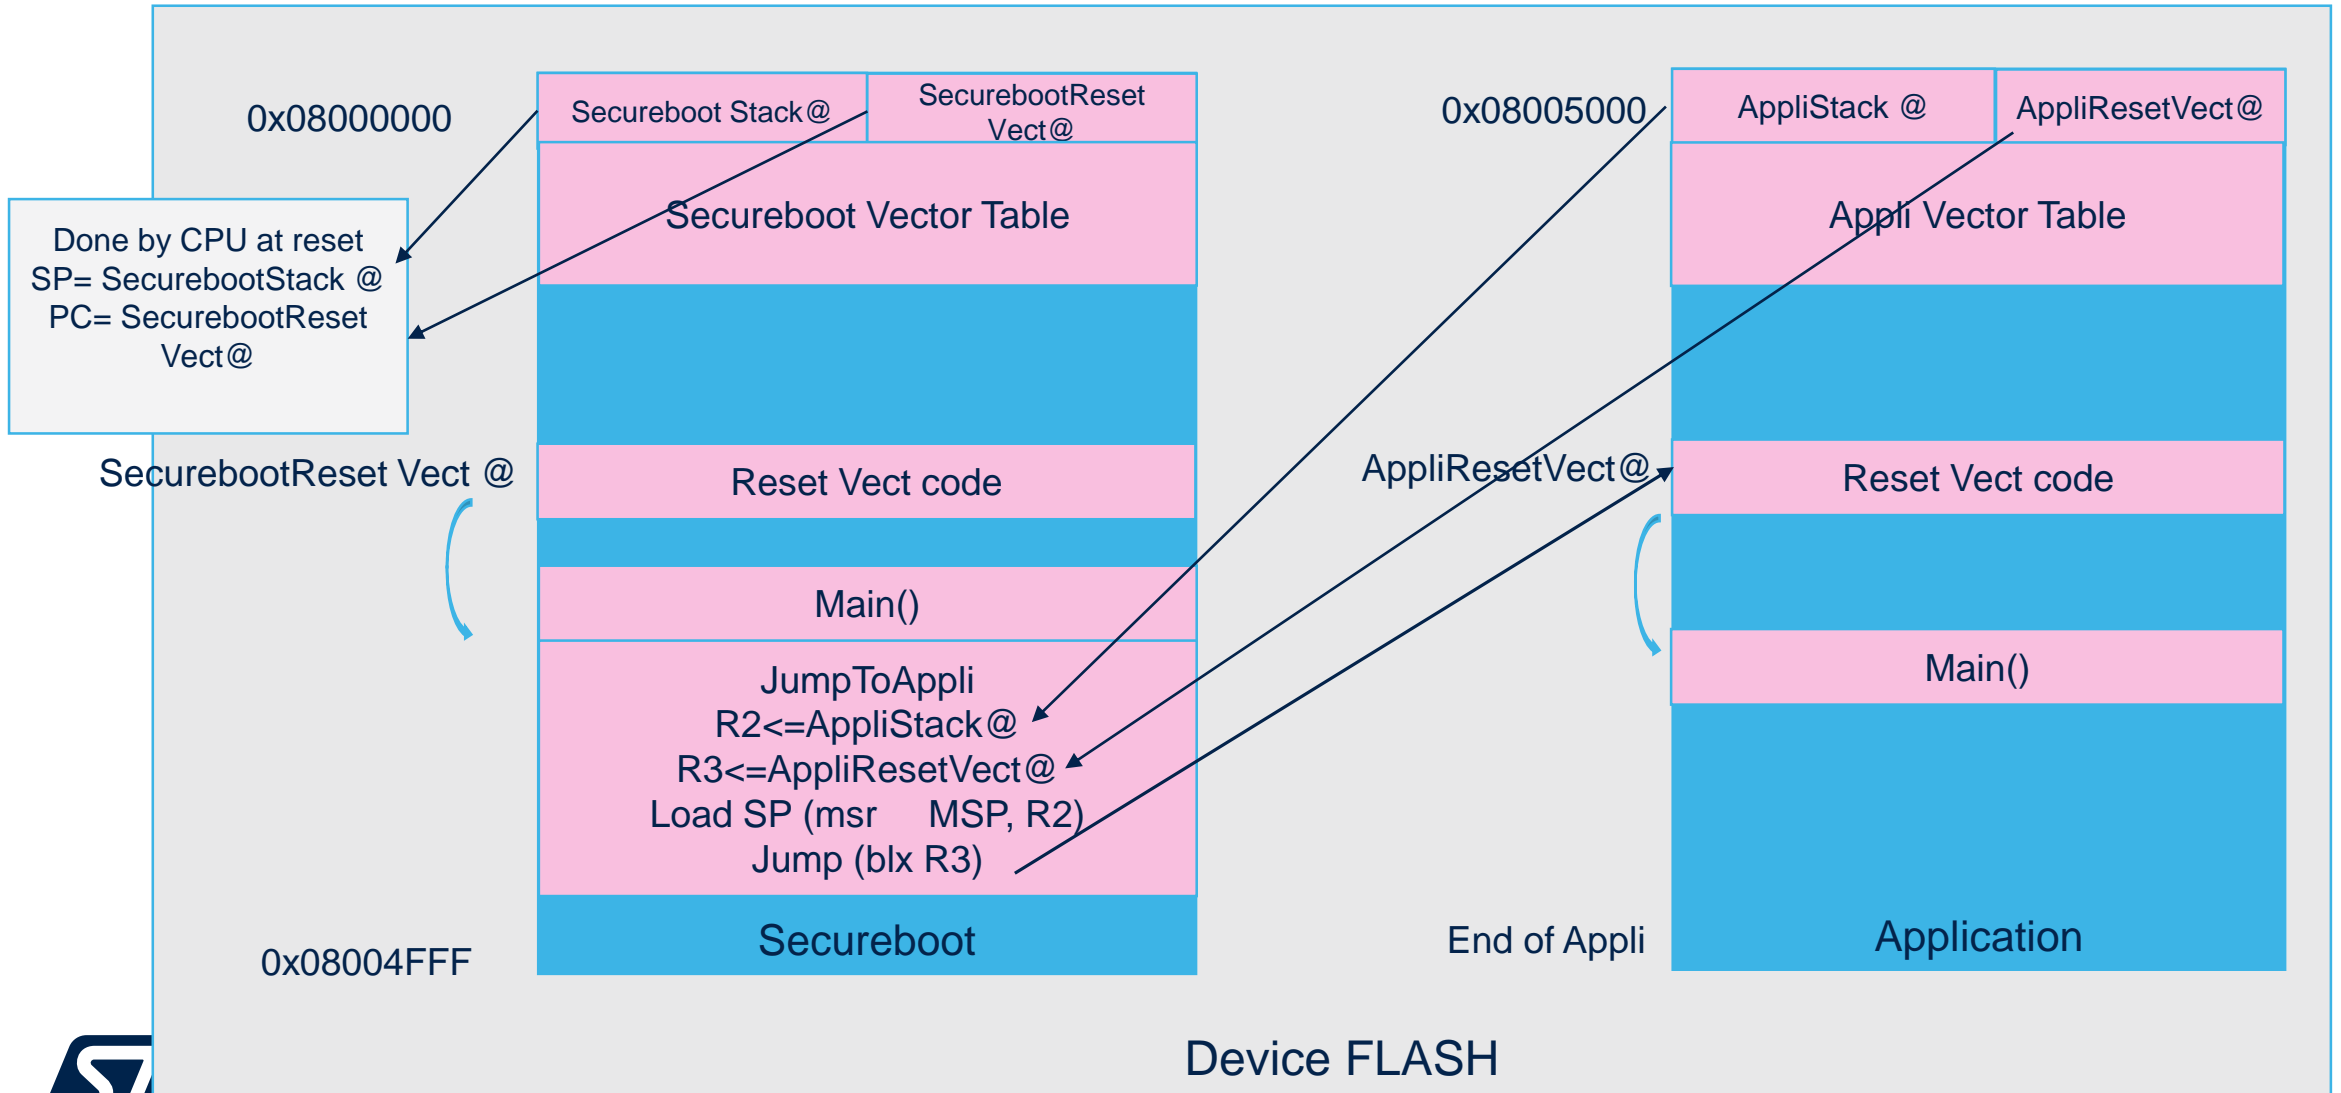 0x08000000
Secureboot Stack@
SecurebootReset
Vect@
0x08005000
AppliStack @
AppliResetVect@
Done by CPU at reset
SP= SecurebootStack @
PC= SecurebootReset
Vect@
Secureboot Vector Table
Appli Vector Table
SecurebootReset Vect @
Reset Vect code
AppliResetVect@
Reset Vect code
Main()
Main()
JumpToAppli
R2<=AppliStack@
R3<=AppliResetVect@
Load SP (msr MSP, R2)
Jump (blx R3)
0x08004FFF
Secureboot
End of Appli
Application
Device FLASH